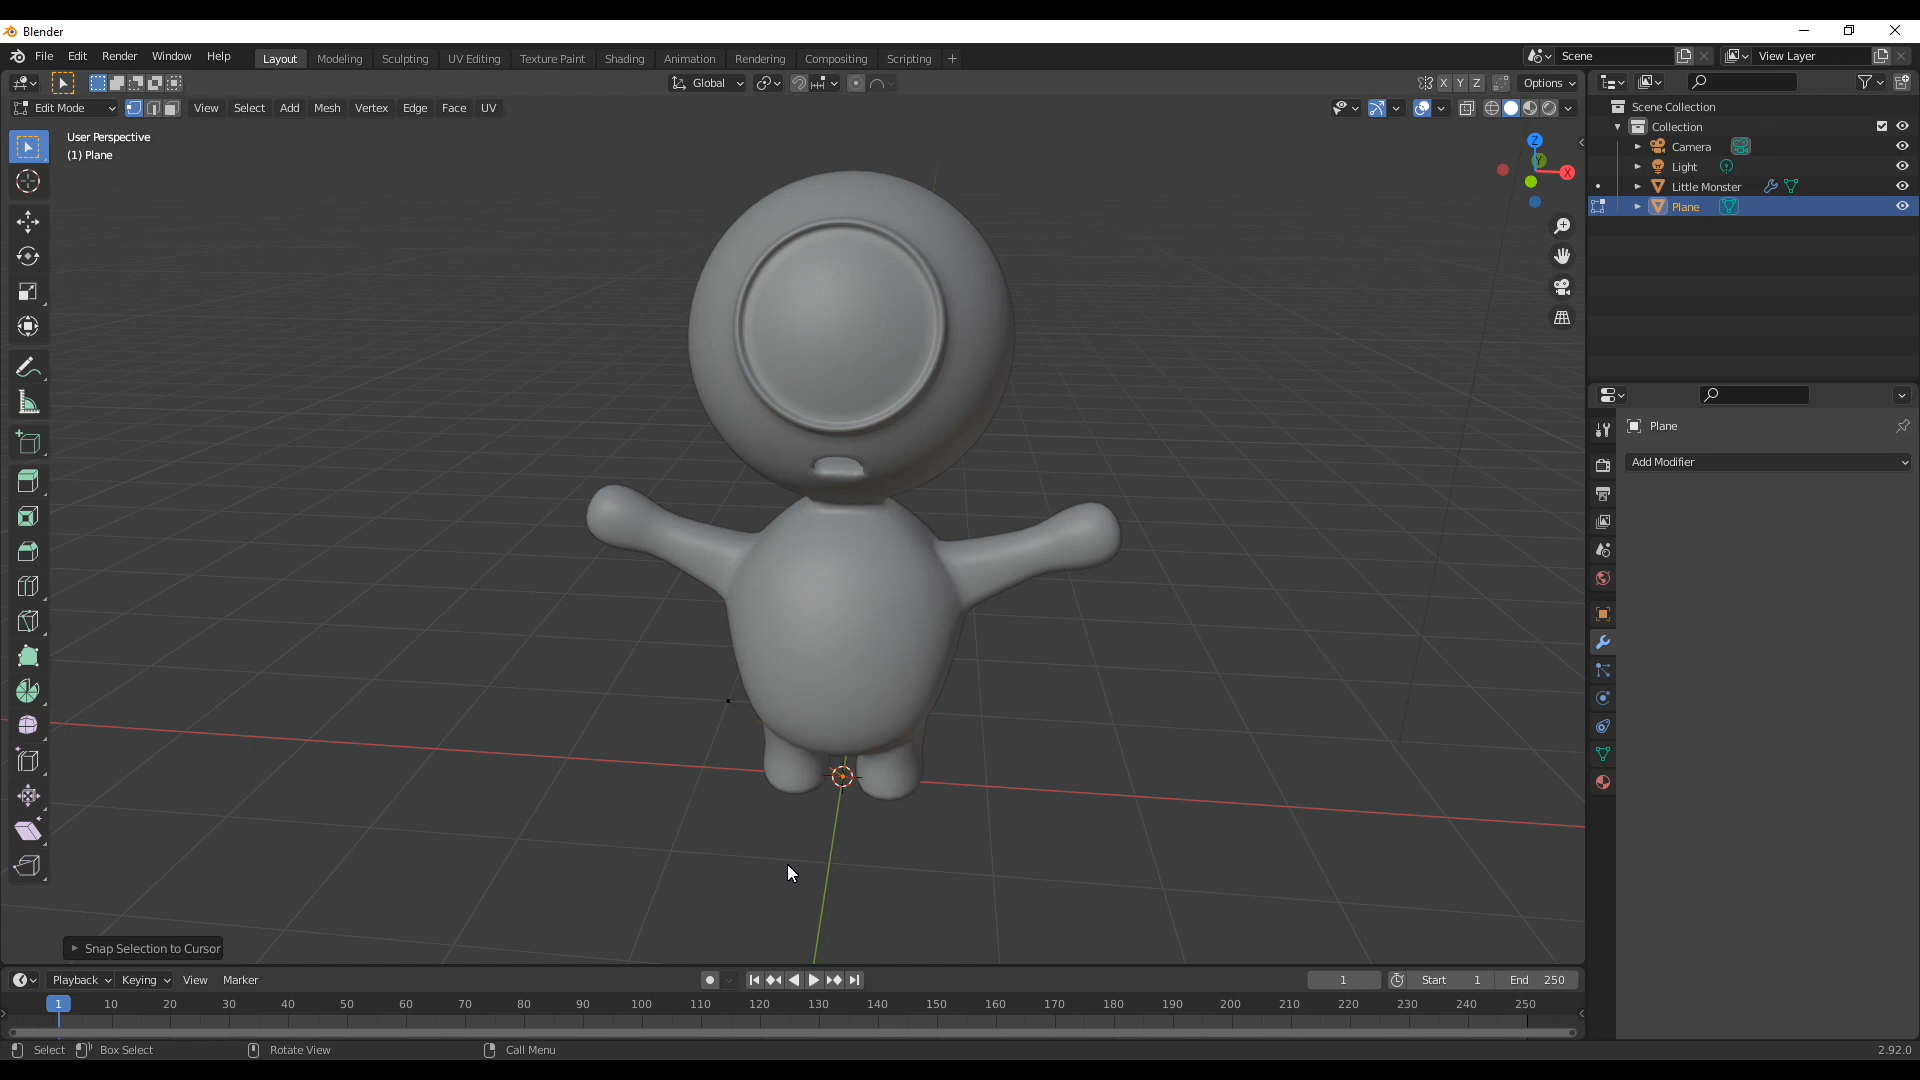 Blender
File Edit Render Window Help Layout Modeling Sculpting UV Editing Texture Paint Shading Animation Rendering Compositing Scripting + Scene View Layer
Global X Y Z Options
Edit Mode View Select Add Mesh Vertex Edge Face UV
User Perspective
(1) Plane
Z
Y
X
Scene Collection
Collection
Camera
Light
Little Monster
Plane
Plane
Add Modifier
Snap Selection to Cursor
Playback Keying View Marker 1 Start 1 End 250
1 10 20 30 40 50 60 70 80 90 100 110 120 130 140 150 160 170 180 190 200 210 220 230 240 250
Select Box Select Rotate View Call Menu 2.92.0